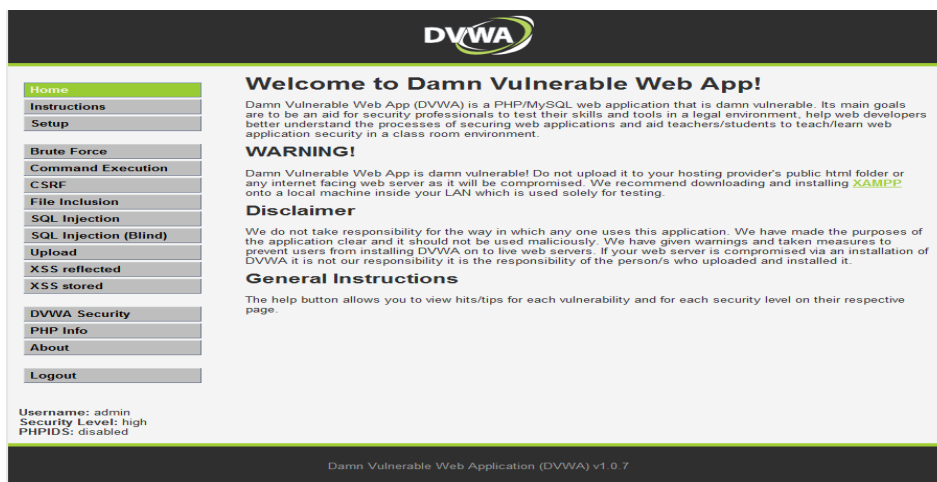 DVWA
Home
Instructions
Setup
Brute Force
Command Execution
CSRF
File Inclusion
SQL Injection
SQL Injection (Blind)
Upload
XSS reflected
XSS stored
DVWA Security
PHP Info
About
Logout
Username: admin
Security Level: high
PHPIDS: disabled
Welcome to Damn Vulnerable Web App!
Damn Vulnerable Web App (DVWA) is a PHP/MySQL web application that is damn vulnerable. Its main goals
are to be an aid for security professionals to test their skills and tools in a legal environment, help web developers
better understand the processes of securing web applications and aid teachers/students to teach/learn web
application security in a class room environment.
WARNING!
Damn Vulnerable Web App is damn vulnerable! Do not upload it to your hosting provider's public html folder or
any internet facing web server as it will be compromised. We recommend downloading and installing XAMPP
onto a local machine inside your LAN which is used solely for testing.
Disclaimer
We do not take responsibility for the way in which any one uses this application. We have made the purposes of
the application clear and it should not be used maliciously. We have given warnings and taken measures to
prevent users from installing DVWA on to live web servers. If your web server is compromised via an installation of
DVWA it is not our responsibility it is the responsibility of the person/s who uploaded and installed it.
General Instructions
The help button allows you to view hits/tips for each vulnerability and for each security level on their respective
page.
Damn Vulnerable Web Application (DVWA) v1.0.7